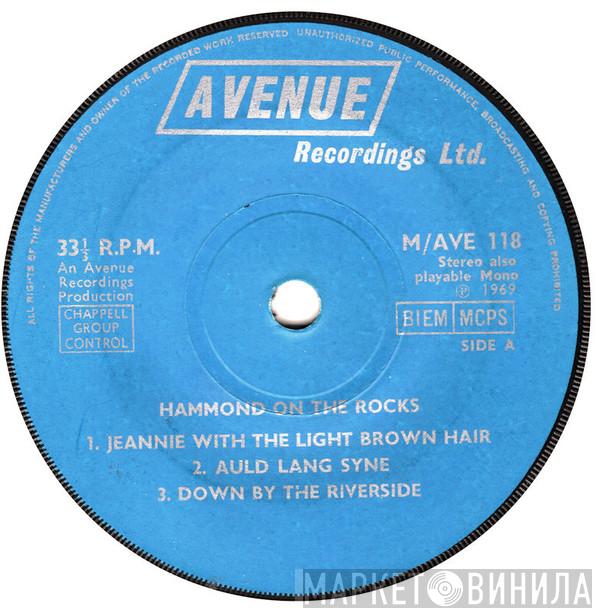 ALL RIGHTS OF THE MANUFACTURERS AND OWNER OF THE RECORDED WORK RESERVED UNAUTHORIZED PUBLIC PERFORMANCE, BROADCASTING AND COPYING PROHIBITED
AVENUE
Recordings Ltd.
33⅓ R.P.M.
An Avenue
Recordings
Production
CHAPPELL
GROUP
CONTROL
M/AVE 118
Stereo also
playable Mono
℗ 1969
BIEM MCPS
SIDE A
HAMMOND ON THE ROCKS
1. JEANNIE WITH THE LIGHT BROWN HAIR
2. AULD LANG SYNE
3. DOWN BY THE RIVERSIDE
МАРКЕТ ВИНИЛА